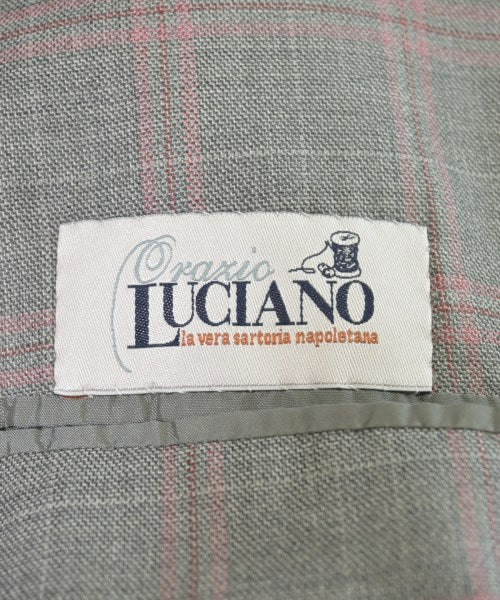 Orazio
LUCIANO
la vera sartoria napoletana